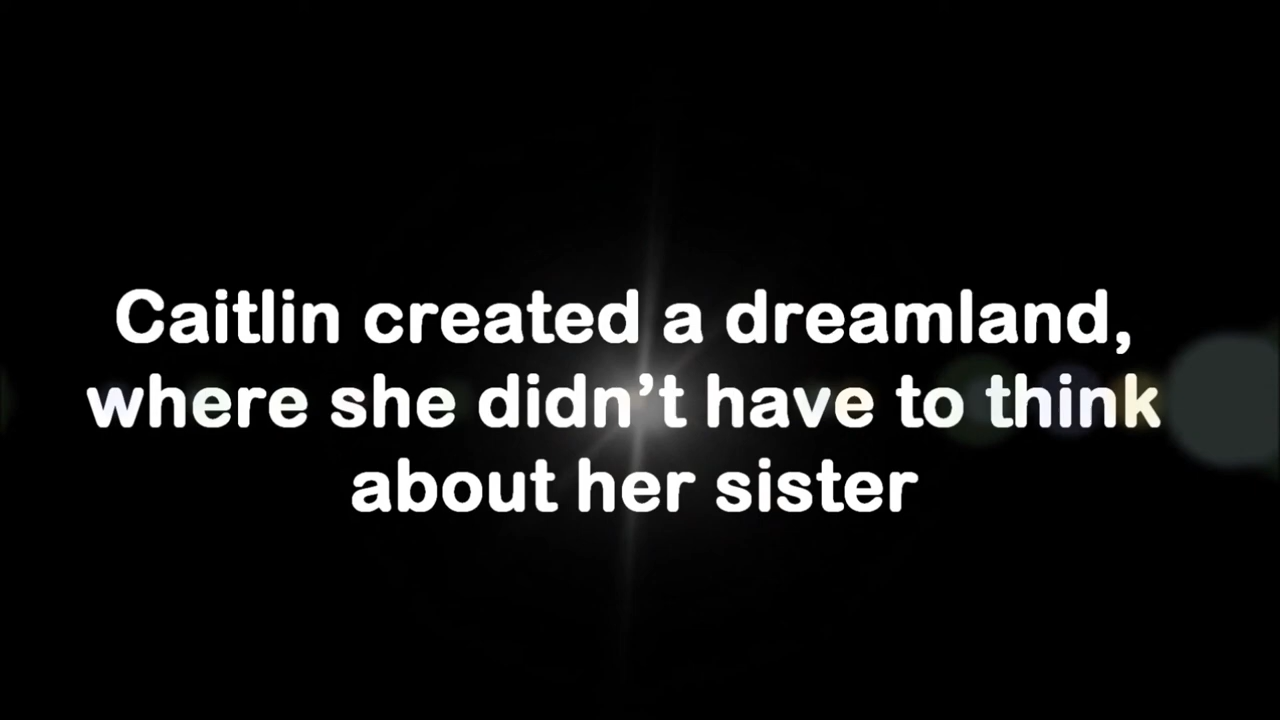 Caitlin created a dreamland,
where she didn’t have to think
about her sister